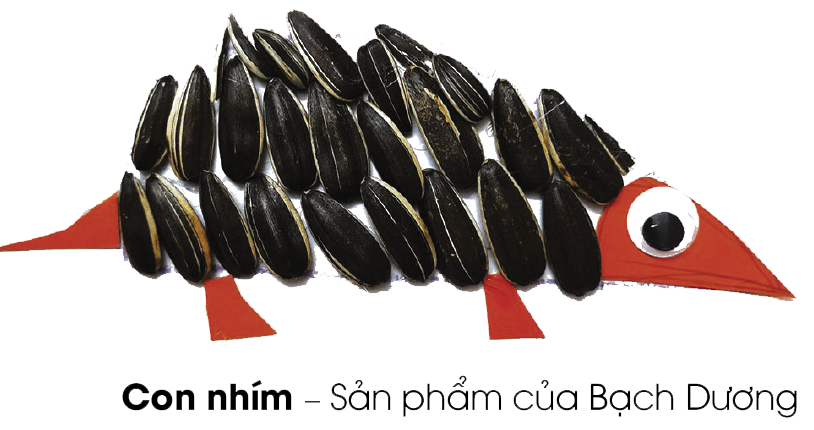 Con nhím – Sản phẩm của Bạch Dương